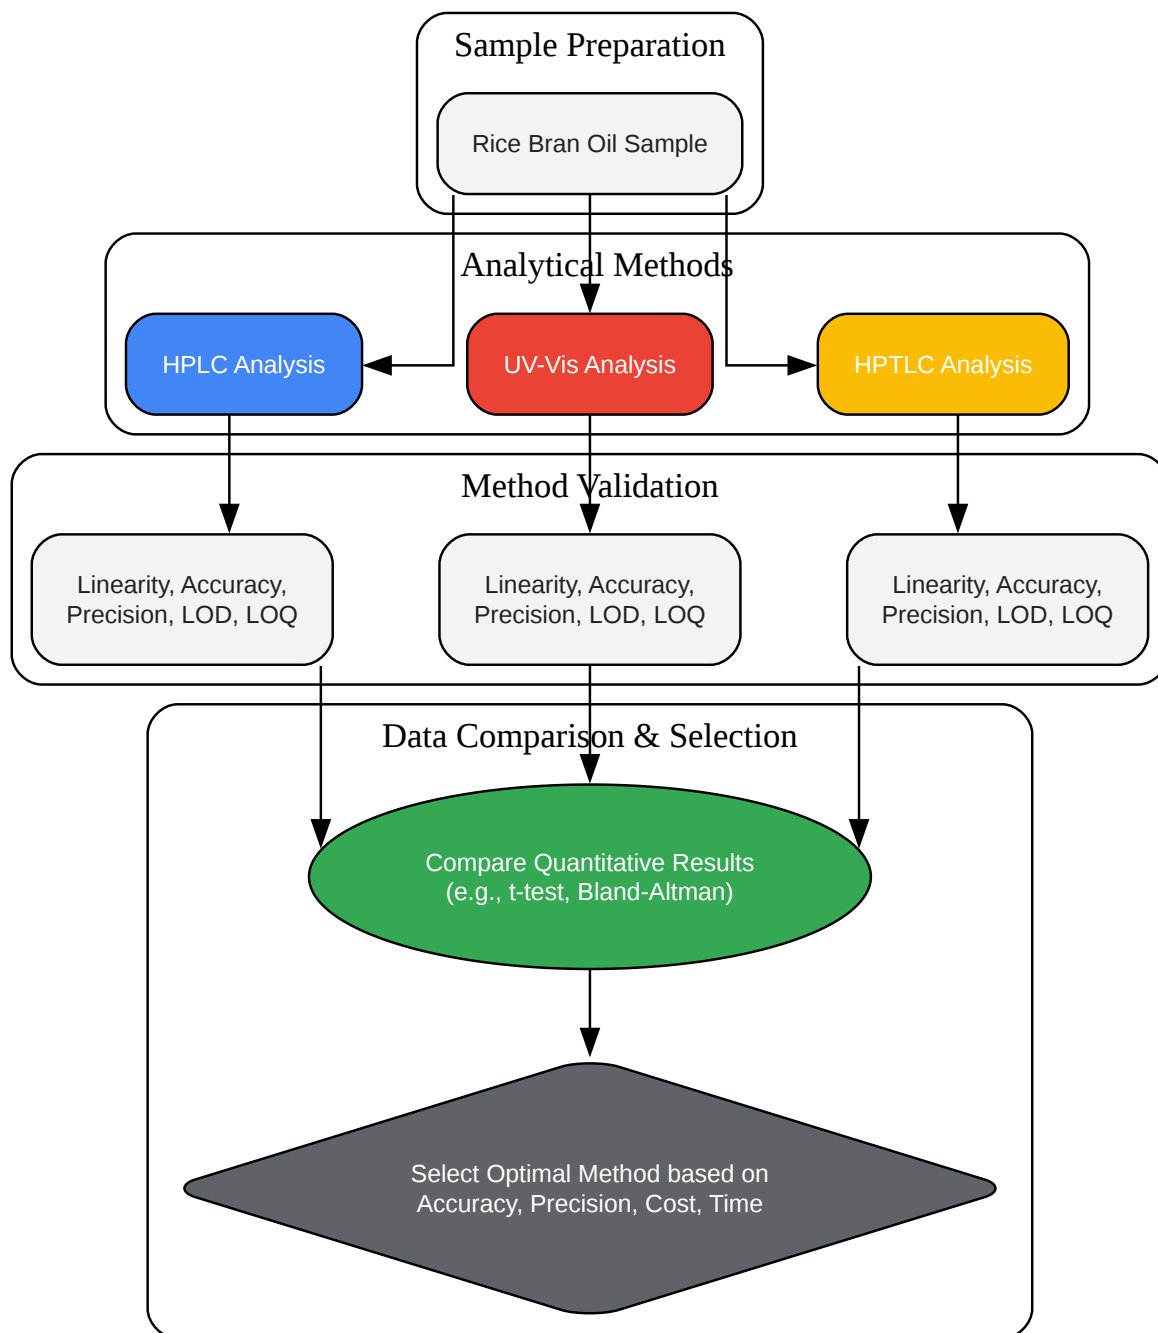 Sample Preparation
Rice Bran Oil Sample
Analytical Methods
HPLC Analysis
UV-Vis Analysis
HPTLC Analysis
Method Validation
Linearity, Accuracy,
Precision, LOD, LOQ
Linearity, Accuracy,
Precision, LOD, LOQ
Linearity, Accuracy,
Precision, LOD, LOQ
Data Comparison & Selection
Compare Quantitative Results
(e.g., t-test, Bland-Altman)
Select Optimal Method based on
Accuracy, Precision, Cost, Time